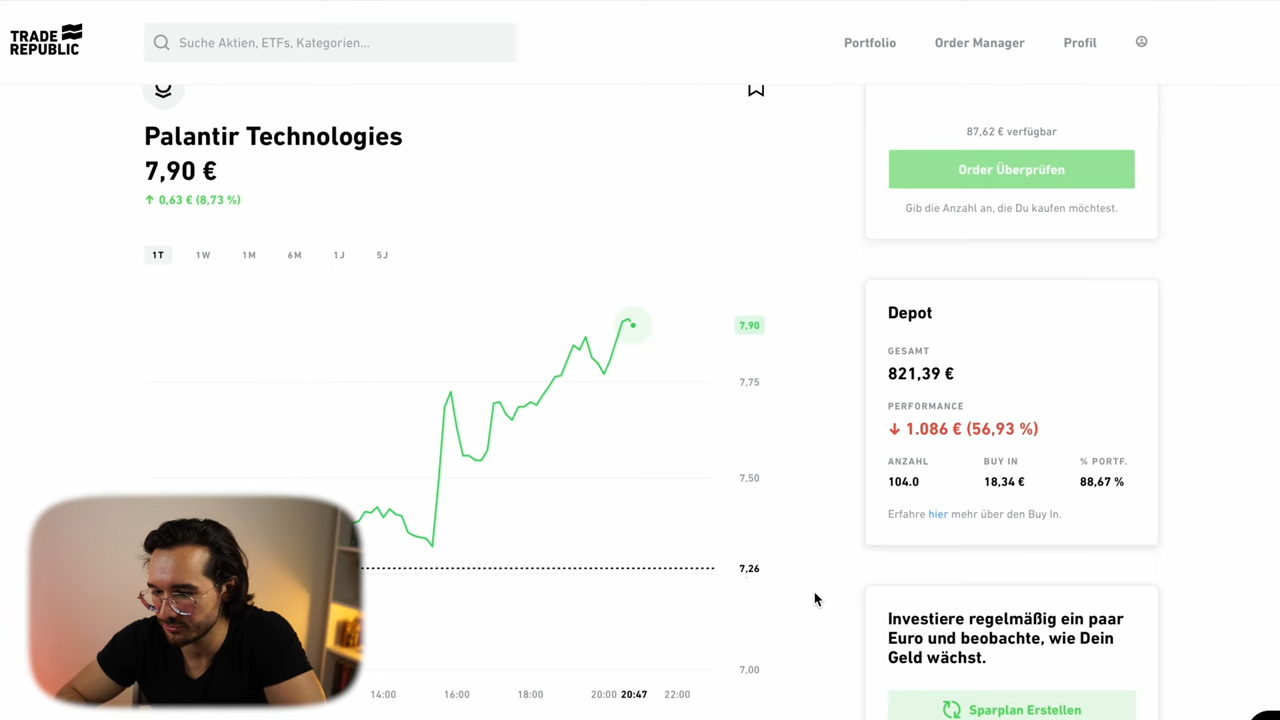 TRADE
REPUBLIC
Suche Aktien, ETFs, Kategorien...
Portfolio
Order Manager
Profil
Palantir Technologies
7,90 €
↑ 0,63 € (8,73 %)
1T
1W
1M
6M
1J
5J
7,90
7,75
7,50
7,26
7,00
14:00
16:00
18:00
20:00
20:47
22:00
87,62 € verfügbar
Order Überprüfen
Gib die Anzahl an, die Du kaufen möchtest.
Depot
GESAMT
821,39 €
PERFORMANCE
↓ 1.086 € (56,93 %)
ANZAHL
BUY IN
% PORTF.
104.0
18,34 €
88,67 %
Erfahre hier mehr über den Buy In.
Investiere regelmäßig ein paar
Euro und beobachte, wie Dein
Geld wächst.
Sparplan Erstellen